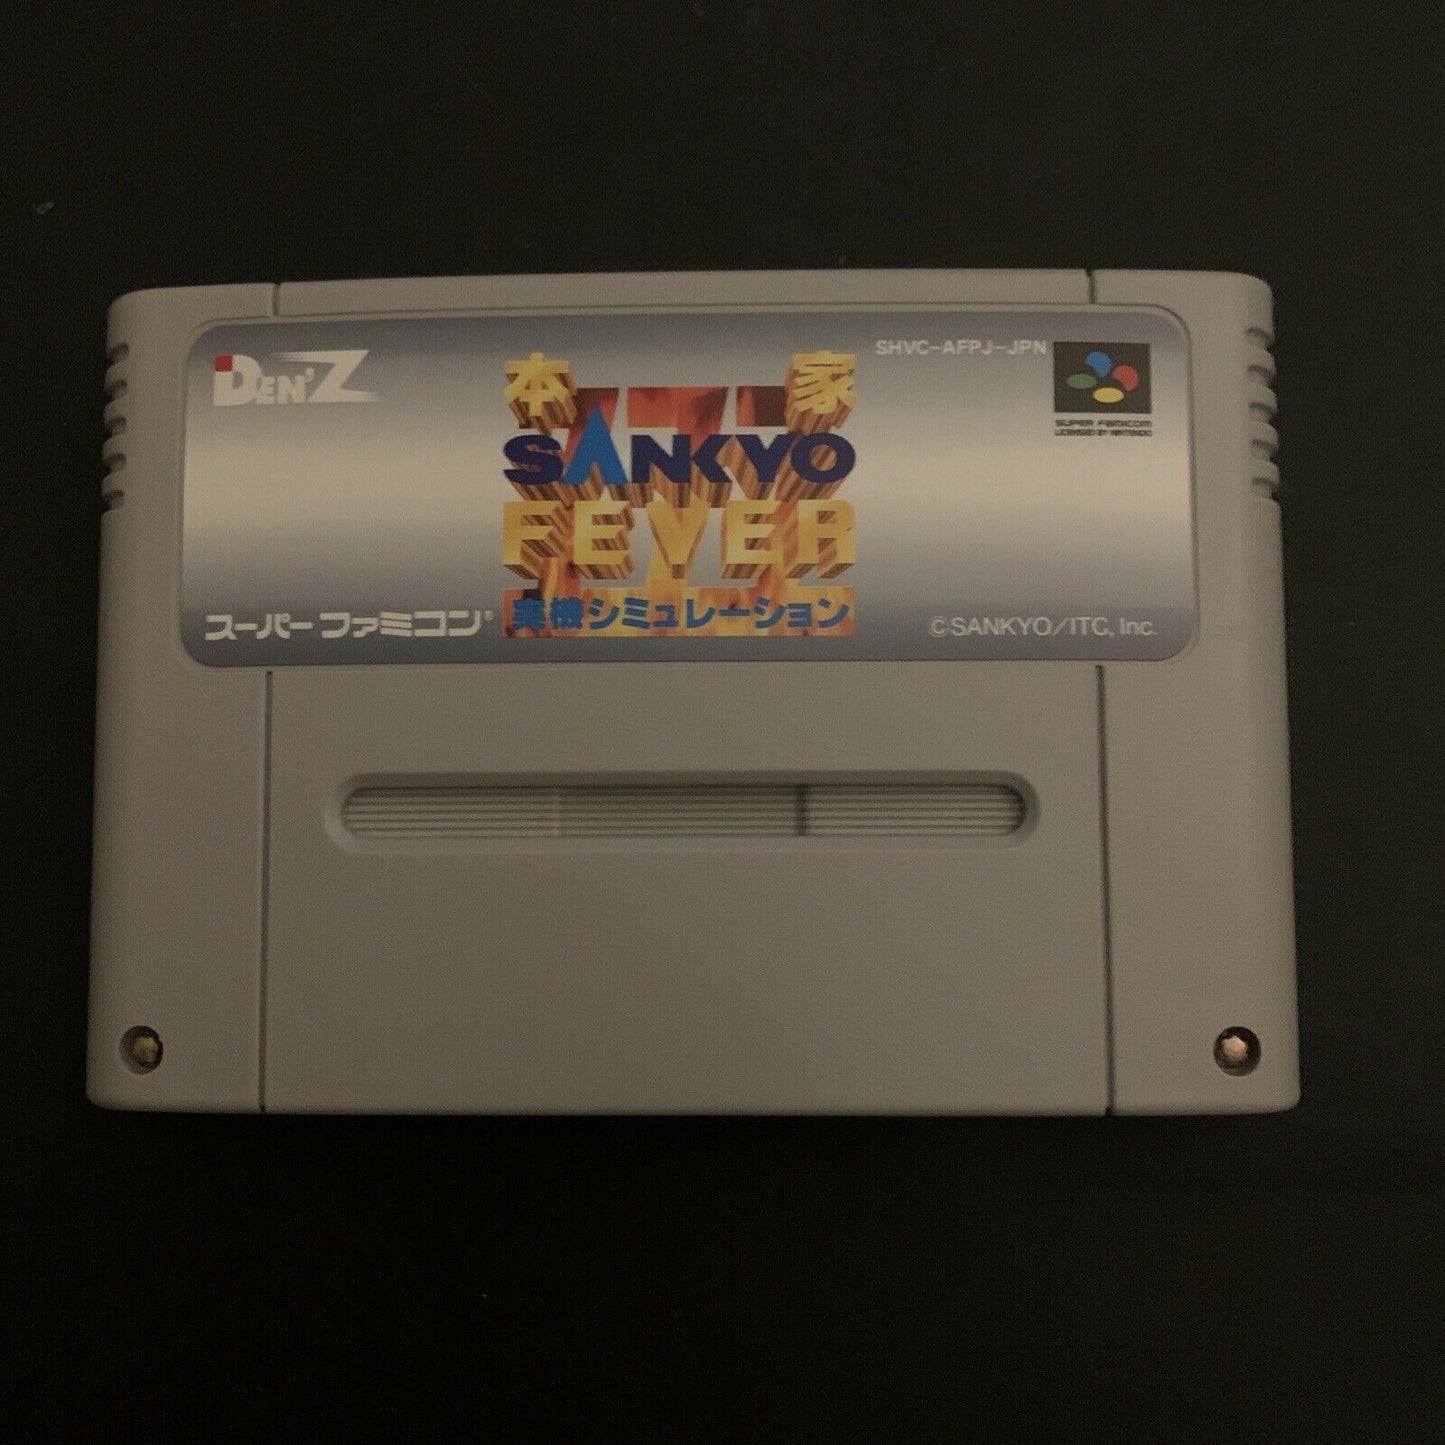 DEN'Z
SHVC-AFPJ-JPN
SUPER FAMICOM
LICENSED BY NINTENDO
本家
SANKYO
FEVER
実機シミュレーション
スーパーファミコン®
©SANKYO/ITC, Inc.